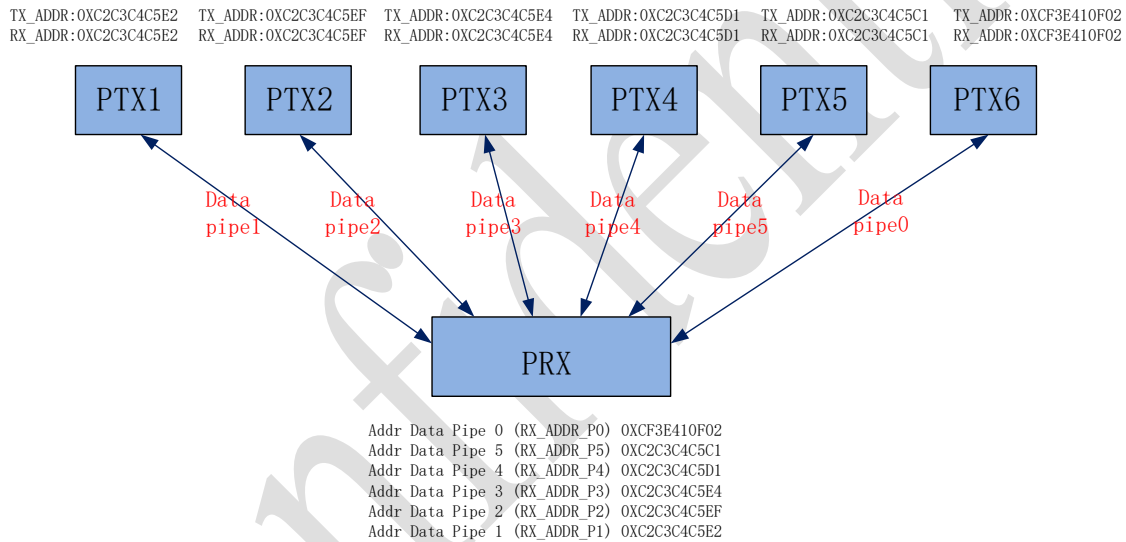 TX_ADDR:0XC2C3C4C5E2 TX_ADDR:0XC2C3C4C5EF TX_ADDR:0XC2C3C4C5E4 TX_ADDR:0XC2C3C4C5D1 TX_ADDR:0XC2C3C4C5C1 TX_ADDR:0XCF3E410F02
RX_ADDR:0XC2C3C4C5E2 RX_ADDR:0XC2C3C4C5EF RX_ADDR:0XC2C3C4C5E4 RX_ADDR:0XC2C3C4C5D1 RX_ADDR:0XC2C3C4C5C1 RX_ADDR:0XCF3E410F02
PTX1 PTX2 PTX3 PTX4 PTX5 PTX6
Data Data Data Data Data Data
pipe1 pipe2 pipe3 pipe4 pipe5 pipe0
PRX
Addr Data Pipe 0 (RX_ADDR_P0) 0XCF3E410F02
Addr Data Pipe 5 (RX_ADDR_P5) 0XC2C3C4C5C1
Addr Data Pipe 4 (RX_ADDR_P4) 0XC2C3C4C5D1
Addr Data Pipe 3 (RX_ADDR_P3) 0XC2C3C4C5E4
Addr Data Pipe 2 (RX_ADDR_P2) 0XC2C3C4C5EF
Addr Data Pipe 1 (RX_ADDR_P1) 0XC2C3C4C5E2